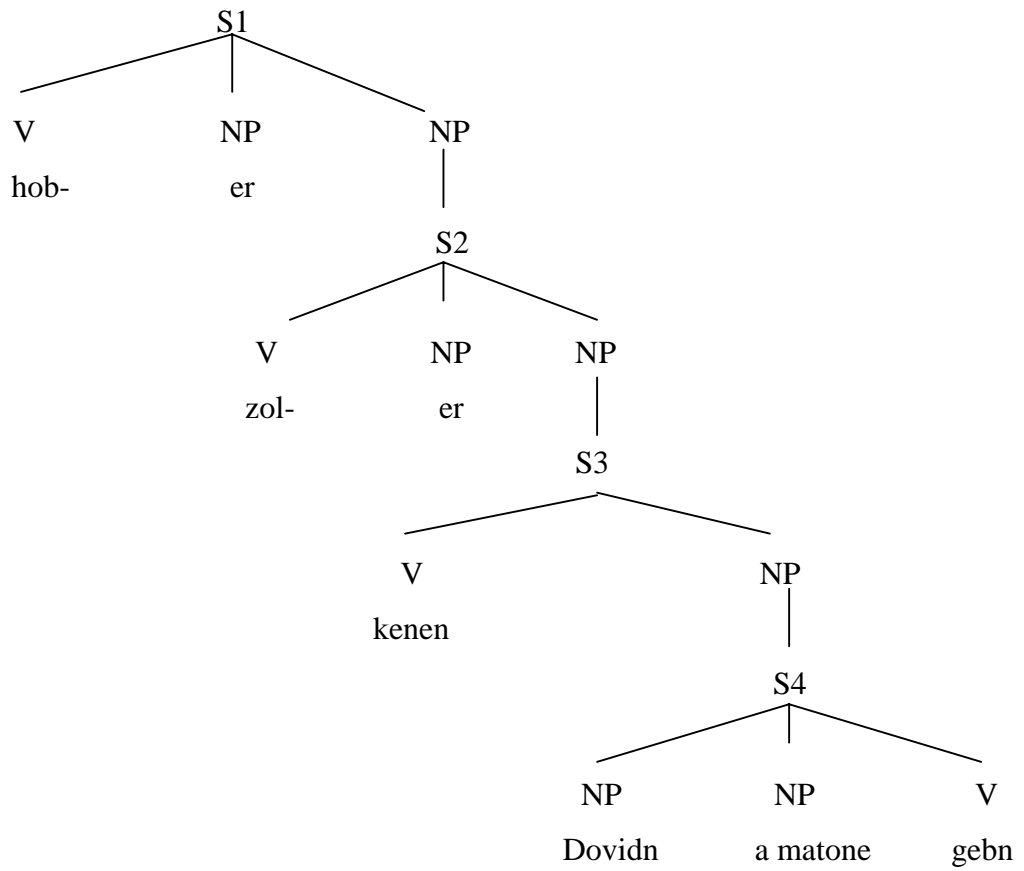 S1
V NP NP
hob- er
S2
V NP NP
zol- er
S3
V NP
kenen
S4
NP NP V
Dovidn a matone gebn